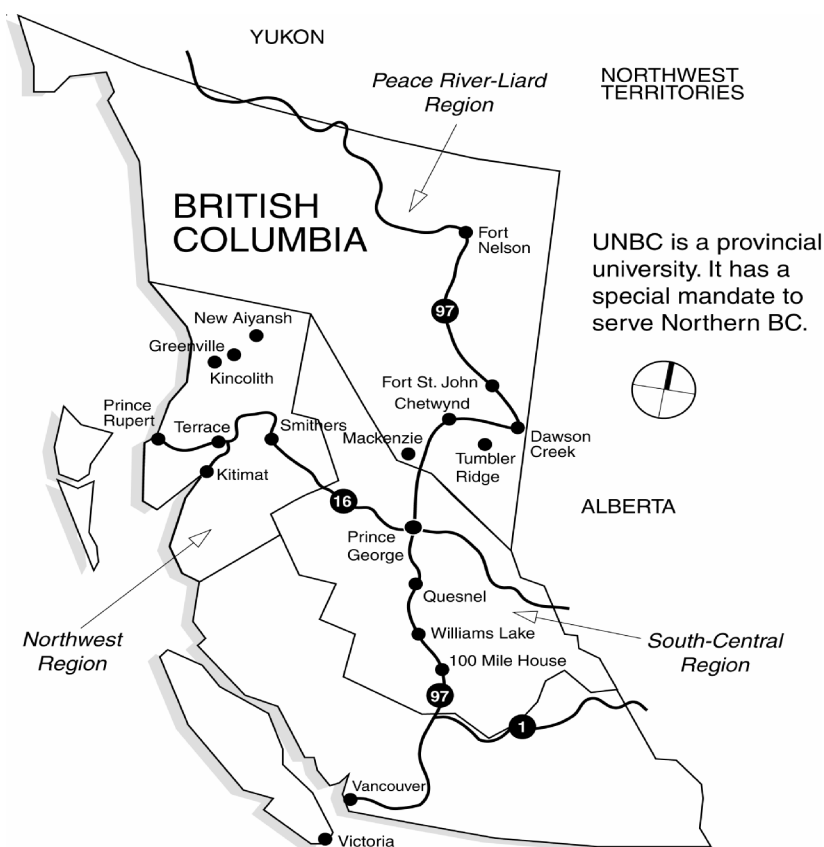 YUKON
NORTHWEST
TERRITORIES
Peace River-Liard
Region
BRITISH
COLUMBIA
Fort
Nelson
UNBC is a provincial
university. It has a
special mandate to
serve Northern BC.
97
New Aiyansh
Greenville
Kincolith
Fort St. John
Chetwynd
Prince
Rupert
Terrace
Smithers
Mackenzie
Dawson
Creek
Tumbler
Ridge
Kitimat
16
ALBERTA
Prince
George
Quesnel
Northwest
Region
Williams Lake
South-Central
Region
100 Mile House
97
1
Vancouver
Victoria